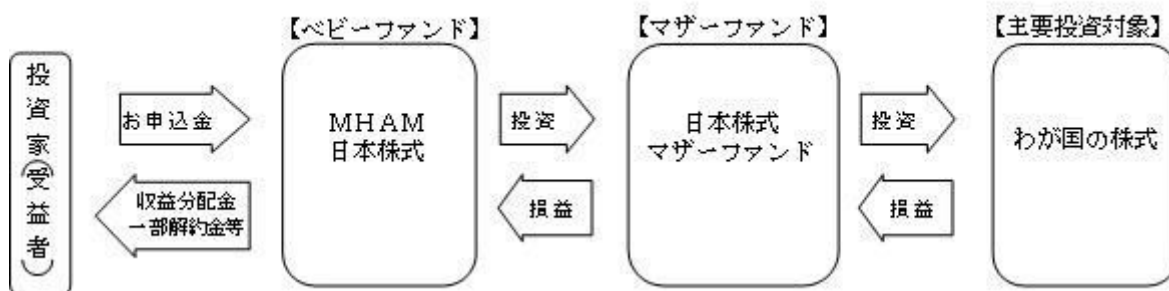 【ベビーファンド】
【マザーファンド】
【主要投資対象】
投資家(受益者)
お申込金
収益分配金
一部解約金等
MHAM
日本株式
投資
損益
日本株式
マザーファンド
投資
損益
わが国の株式